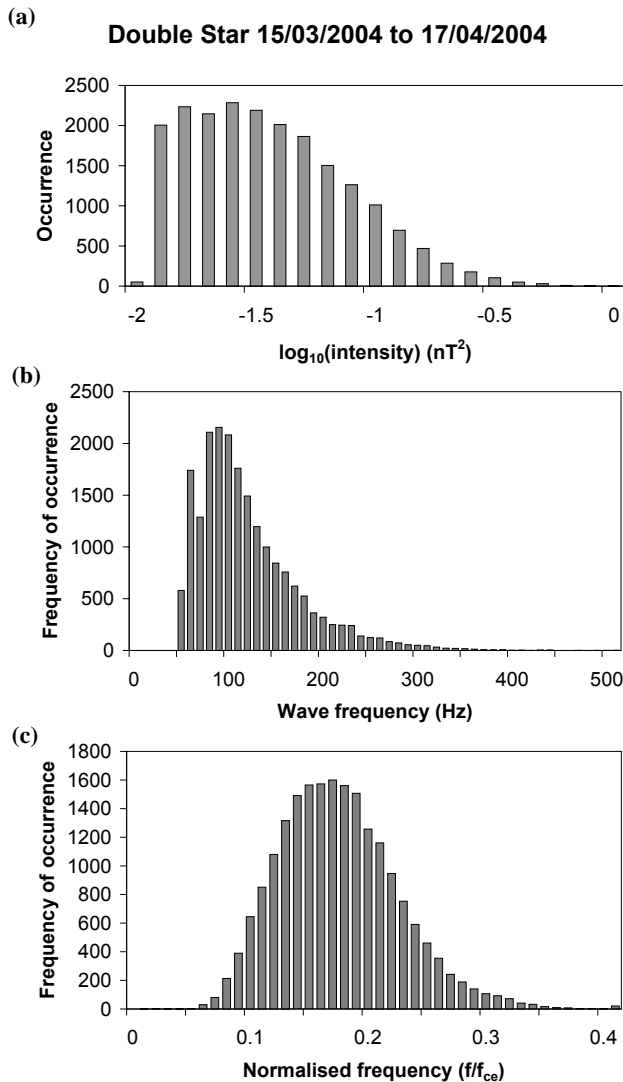 (a)
Double Star 15/03/2004 to 17/04/2004
2500
2000
1500
1000
500
0
Occurrence
-2 -1.5 -1 -0.5 0
log₁₀(intensity) (nT²)
(b)
2500
2000
1500
1000
500
0
Frequency of occurrence
0 100 200 300 400 500
Wave frequency (Hz)
(c)
1800
1600
1400
1200
1000
800
600
400
200
0
Frequency of occurrence
0 0.1 0.2 0.3 0.4
Normalised frequency (f/f_ce)